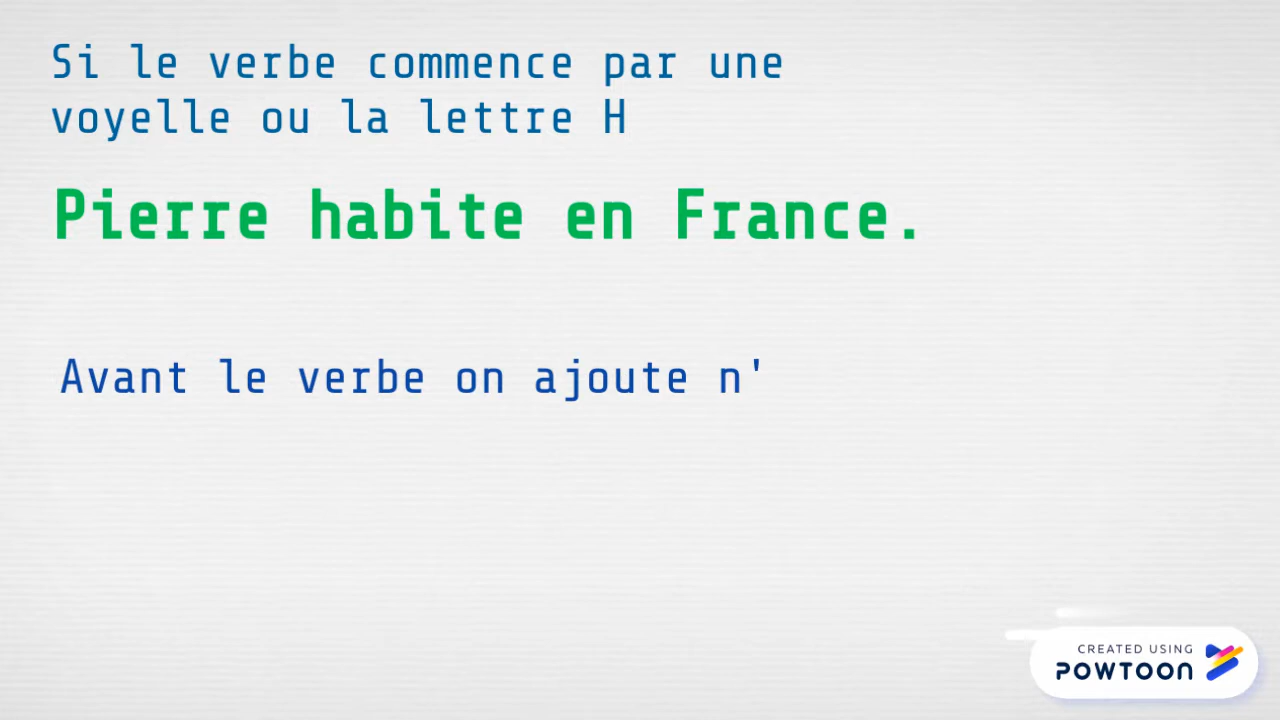 Si le verbe commence par une
voyelle ou la lettre H
Pierre habite en France.
Avant le verbe on ajoute n'
CREATED USING
POWTOON